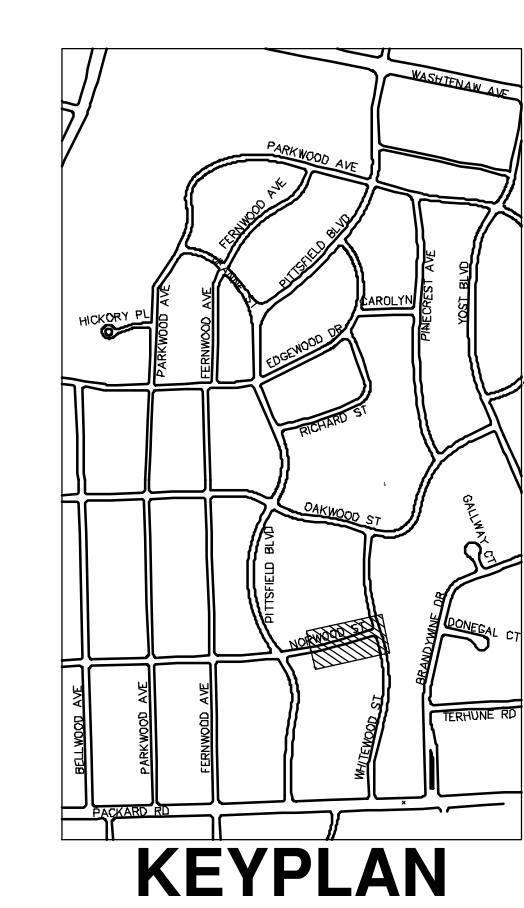 WASHTENAW AVE
PARKWOOD AVE
FERNWOOD AVE
PITTSFIELD BLVD
HICKORY PL
PARKWOOD AVE
FERNWOOD AVE
CAROLYN
PINECREST AVE
YOST BLVD
EDGEWOOD DR
RICHARD ST
OAKWOOD ST
GALLWAY CT
PITTSFIELD BLVD
NORWOOD ST
BRANDYWINE DR
DONEGAL CT
BELLWOOD AVE
PARKWOOD AVE
FERNWOOD AVE
WHITEWOOD ST
TERHUNE RD
PACKARD RD
KEYPLAN